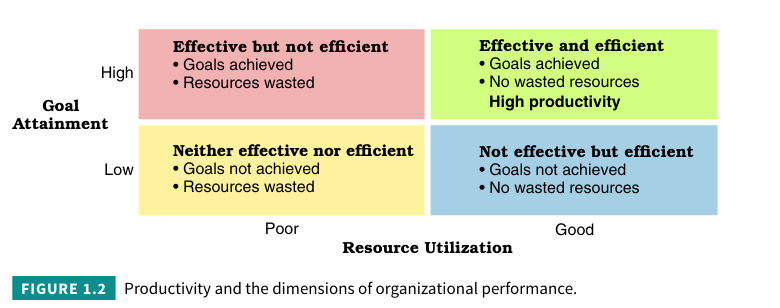 Effective but not efficient
• Goals achieved
• Resources wasted
Effective and efficient
• Goals achieved
• No wasted resources
High productivity
High
Goal
Attainment
Low
Neither effective nor efficient
• Goals not achieved
• Resources wasted
Not effective but efficient
• Goals not achieved
• No wasted resources
Poor
Good
Resource Utilization
FIGURE 1.2 Productivity and the dimensions of organizational performance.